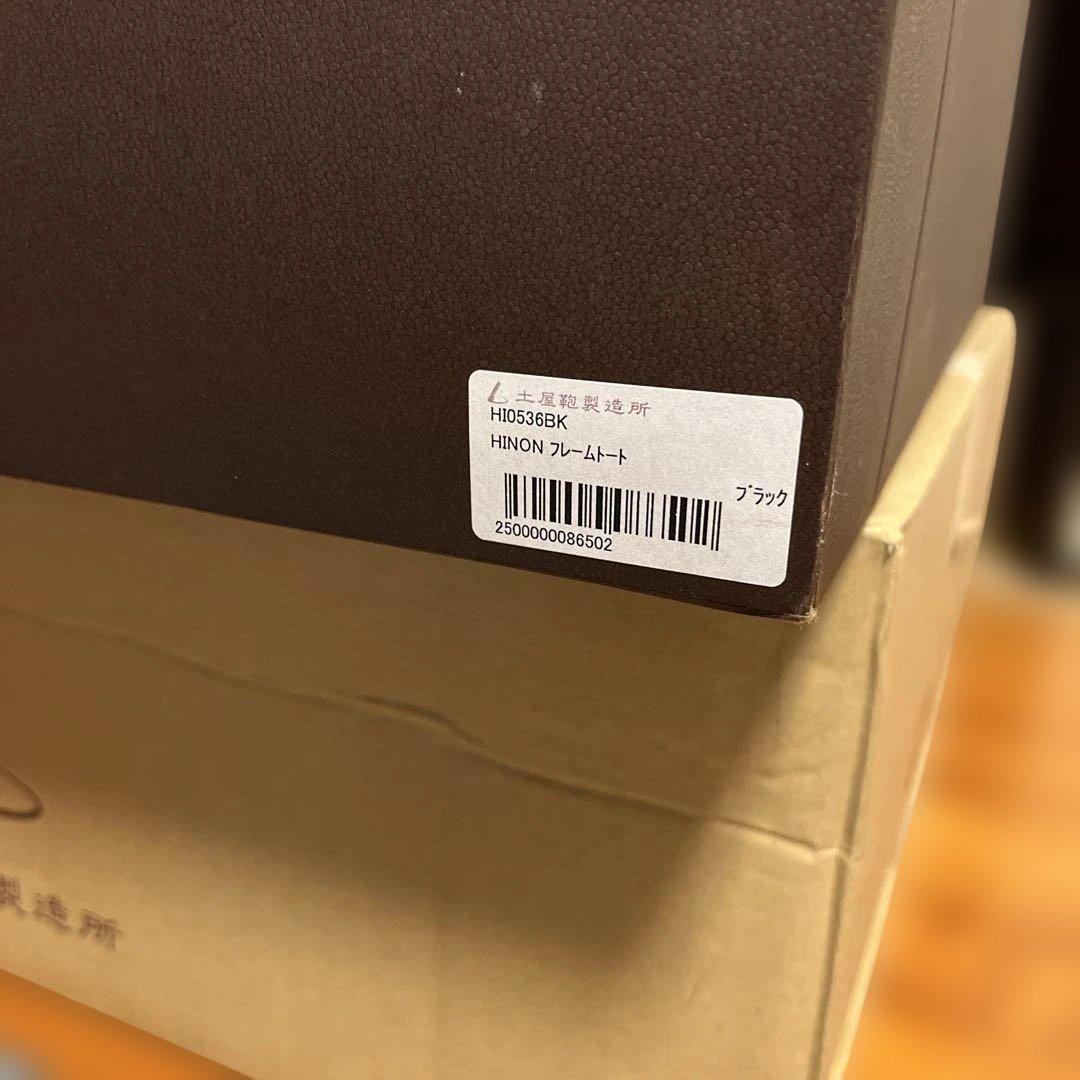 土屋鞄製造所
HI0536BK
HINON ﾌﾚｰﾑﾄｰﾄ
ﾌﾞﾗｯｸ
2500000086502
製造所